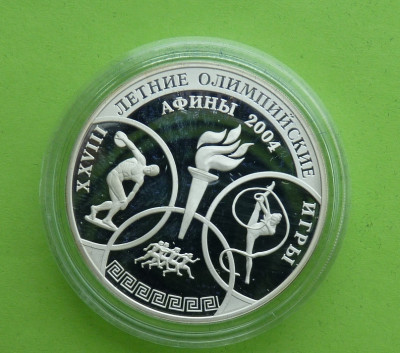 XXVIII ЛЕТНИЕ ОЛИМПИЙСКИЕ ИГРЫ
АФИНЫ 2004